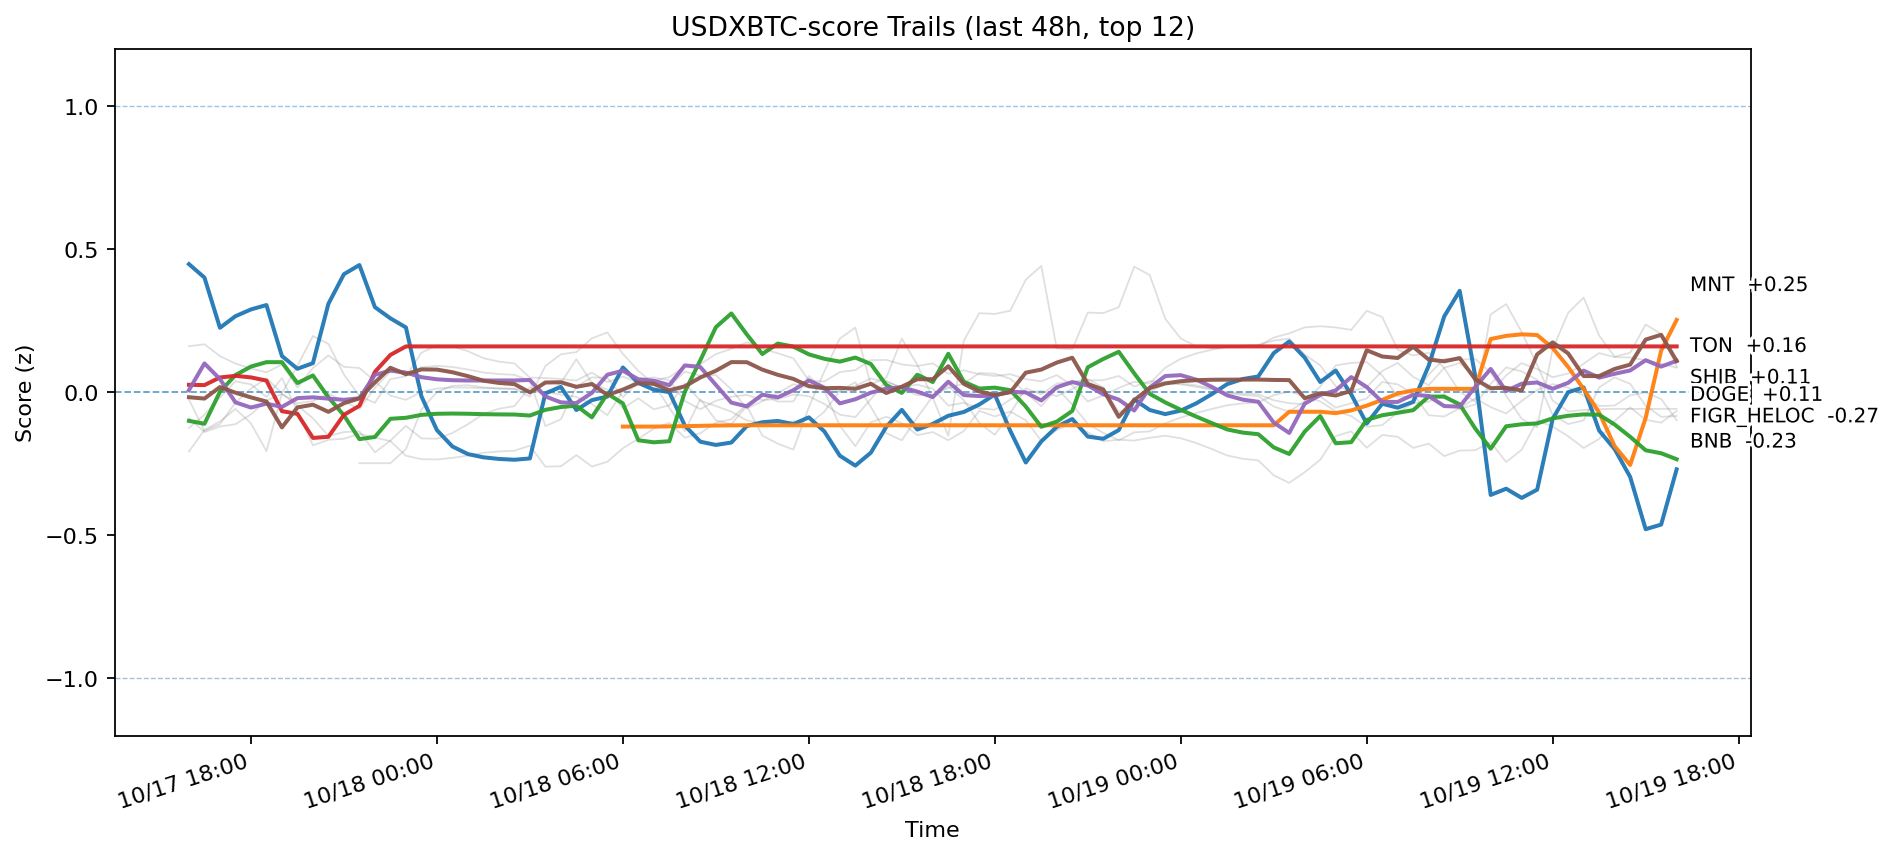 USDXBTC-score Trails (last 48h, top 12)
Score (z)
1.0
0.5
0.0
−0.5
−1.0
MNT +0.25
TON +0.16
SHIB +0.11
DOGE +0.11
FIGR_HELOC -0.27
BNB -0.23
10/17 18:00
10/18 00:00
10/18 06:00
10/18 12:00
10/18 18:00
10/19 00:00
10/19 06:00
10/19 12:00
10/19 18:00
Time